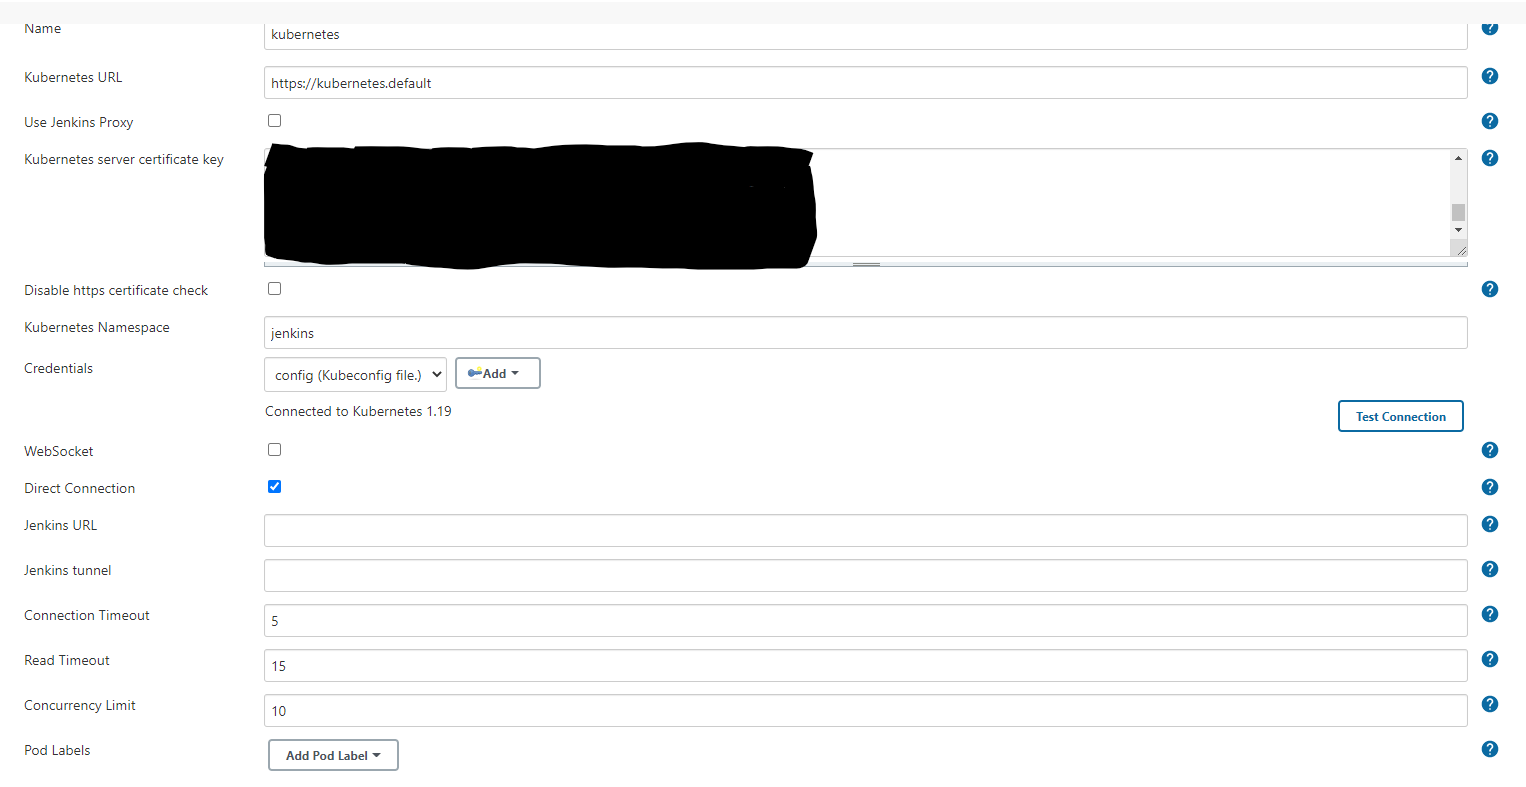 Name
kubernetes
Kubernetes URL
https://kubernetes.default
Use Jenkins Proxy
Kubernetes server certificate key
Disable https certificate check
Kubernetes Namespace
jenkins
Credentials
config (Kubeconfig file.)
Add
Connected to Kubernetes 1.19
Test Connection
WebSocket
Direct Connection
Jenkins URL
Jenkins tunnel
Connection Timeout
5
Read Timeout
15
Concurrency Limit
10
Pod Labels
Add Pod Label